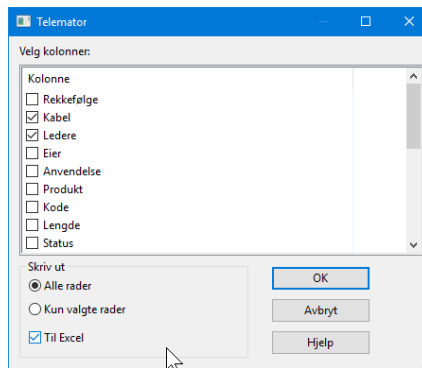 Telemator
Velg kolonner:
Kolonne
Rekkefølge
Kabel
Ledere
Eier
Anvendelse
Produkt
Kode
Lengde
Status
Skriv ut
Alle rader
Kun valgte rader
Til Excel
OK
Avbryt
Hjelp